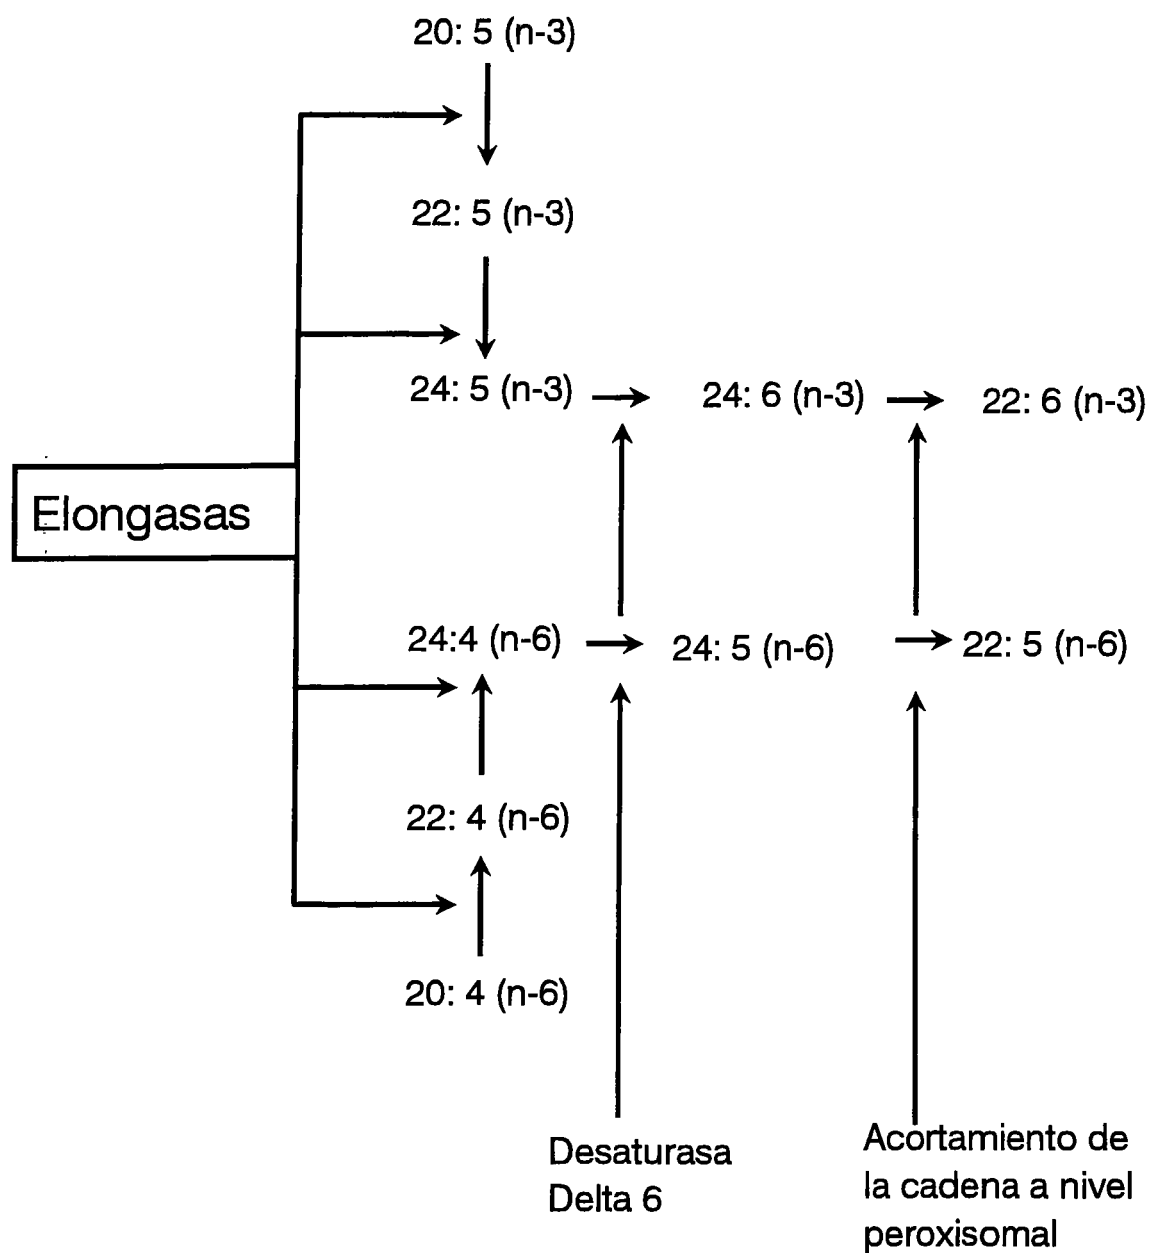 20: 5 (n-3)
22: 5 (n-3)
24: 5 (n-3)
24: 6 (n-3)
22: 6 (n-3)
Elongasas
24:4 (n-6)
24: 5 (n-6)
22: 5 (n-6)
22: 4 (n-6)
20: 4 (n-6)
Desaturasa
Delta 6
Acortamiento de
la cadena a nivel
peroxisomal